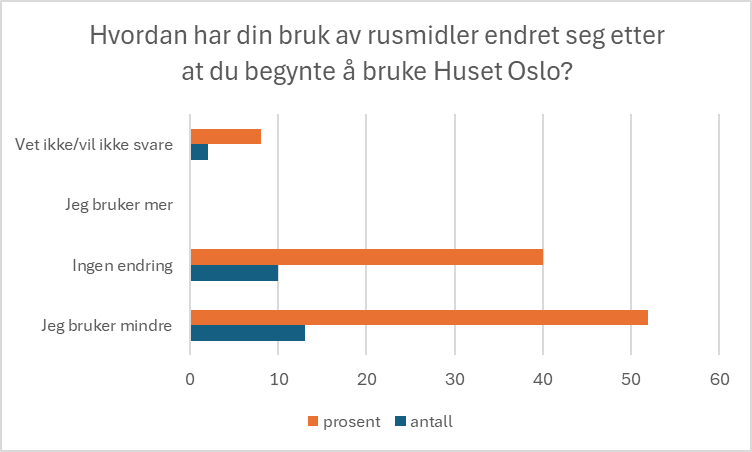 Hvordan har din bruk av rusmidler endret seg etter
at du begynte å bruke Huset Oslo?
Vet ikke/vil ikke svare
Jeg bruker mer
Ingen endring
Jeg bruker mindre
0 10 20 30 40 50 60
prosent antall